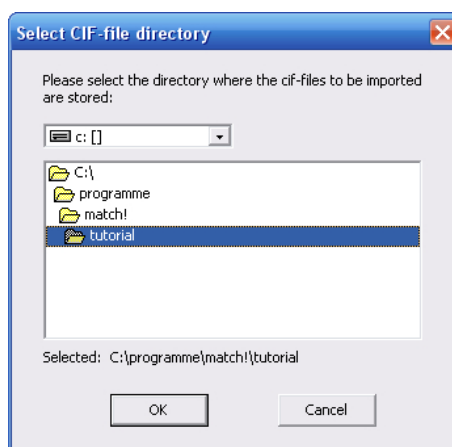 Select CIF-file directory
Please select the directory where the cif-files to be imported
are stored:
c: []
C:\
programme
match!
tutorial
Selected: C:\programme\match!\tutorial
OK Cancel